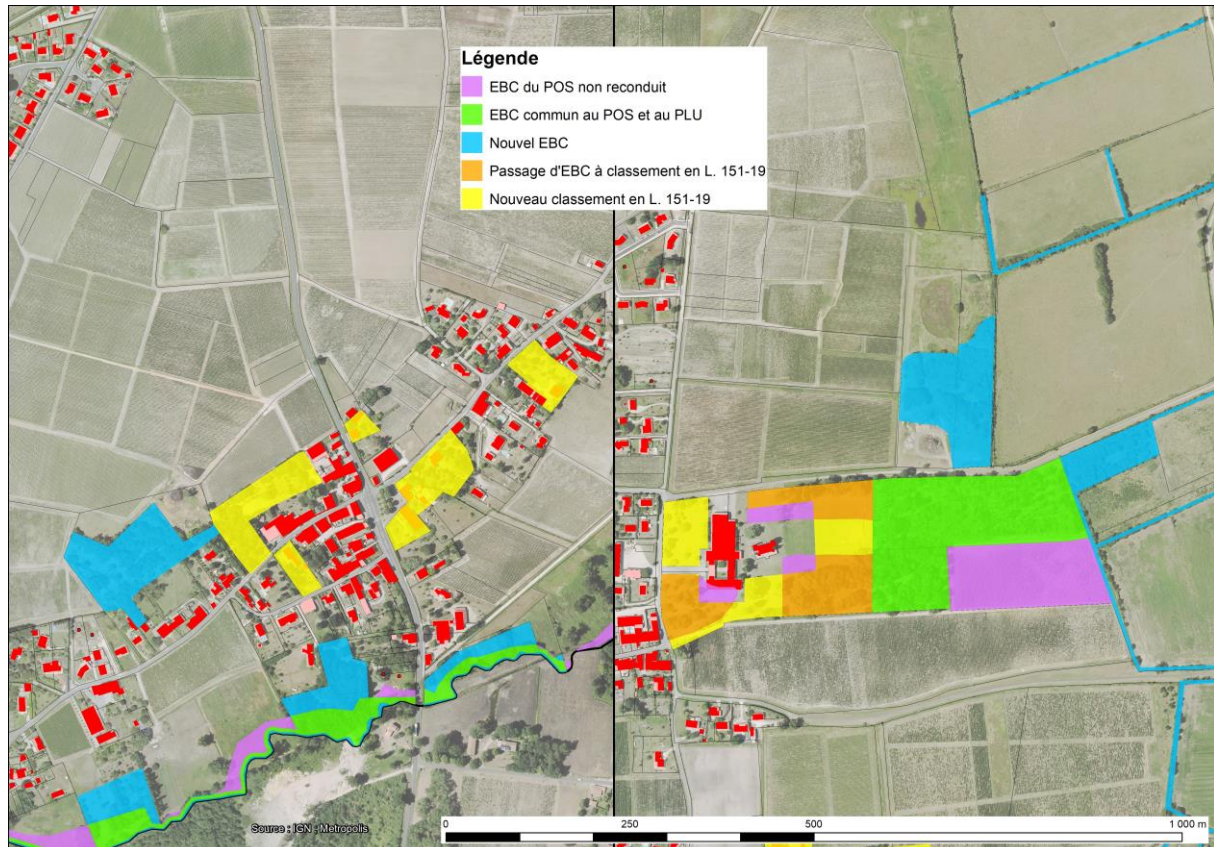 Légende
EBC du POS non reconduit
EBC commun au POS et au PLU
Nouvel EBC
Passage d'EBC à classement en L. 151-19
Nouveau classement en L. 151-19
Source : IGN - Metropolis
0 250 500 1 000 m